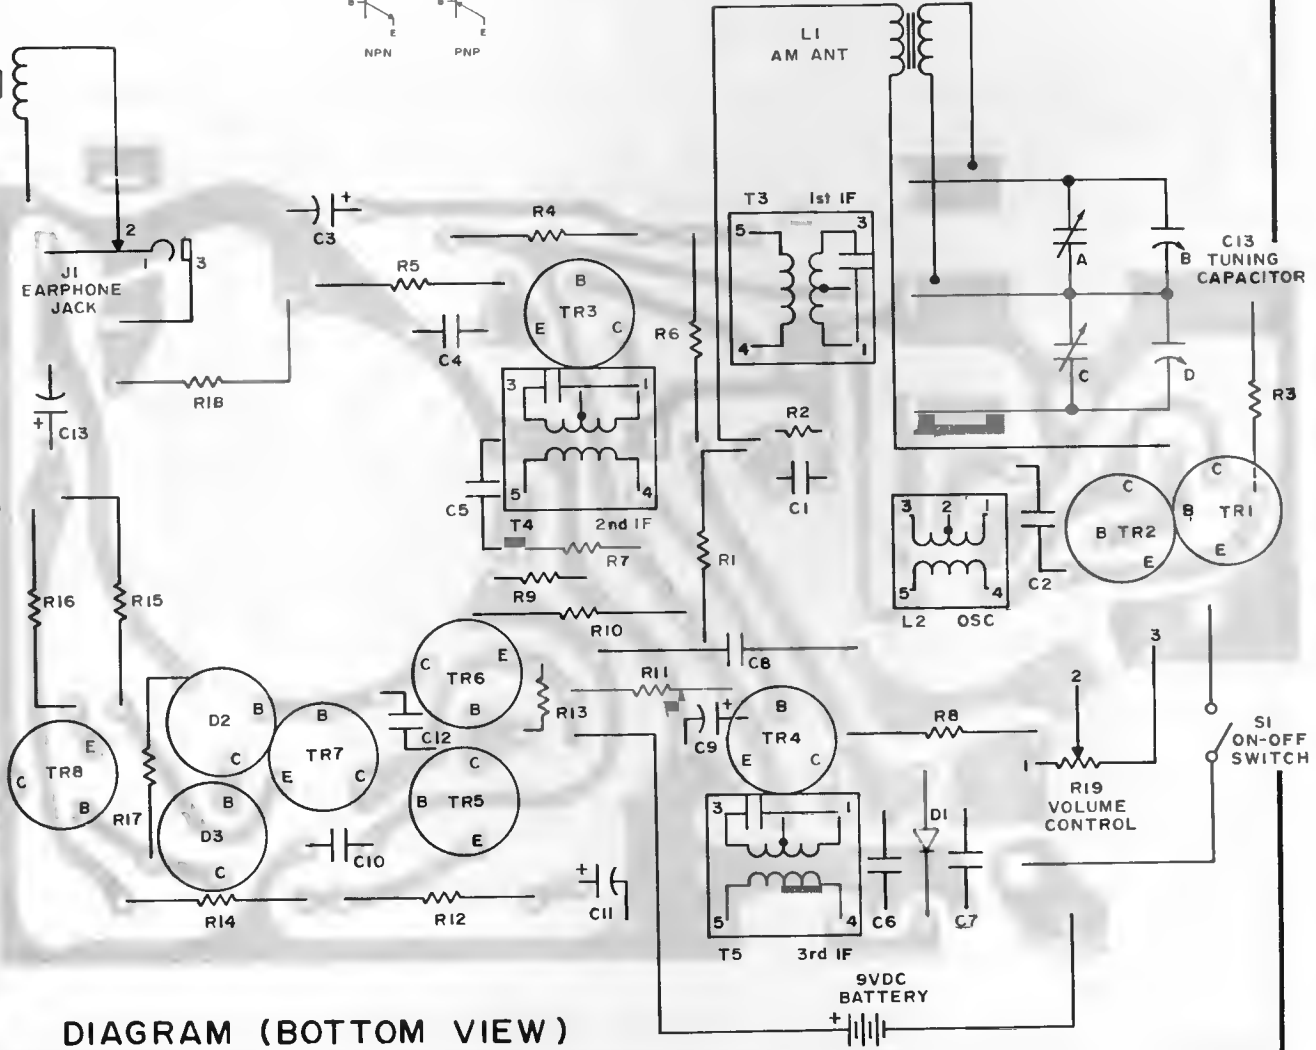 B
E
NPN
B
E
PNP
L1
AM ANT
2
1
3
J1
EARPHONE
JACK
+
C3
R4
R5
C4
B
E
TR3
C
R6
T3
1st IF
5
3
4
1
A
B
C
D
C13
TUNING
CAPACITOR
R3
R18
+
C13
3
1
5
4
T4
2nd IF
C5
R7
R9
R10
R2
C1
R1
3
2
1
5
4
L2
OSC
C2
C
B
TR2
E
C
B
TR1
E
R16
R15
C
E
TR6
B
R13
R11
C8
C9
+
B
TR4
E
C
R8
3
2
1
R19
VOLUME
CONTROL
S1
ON-OFF
SWITCH
E
C
TR8
B
D2
B
C
B
TR7
E
C
C12
C
B
TR5
E
R17
B
D3
C
C10
R14
R12
+
C11
3
1
5
4
T5
3rd IF
C6
D1
C7
9VDC
BATTERY
+
DIAGRAM (BOTTOM VIEW)